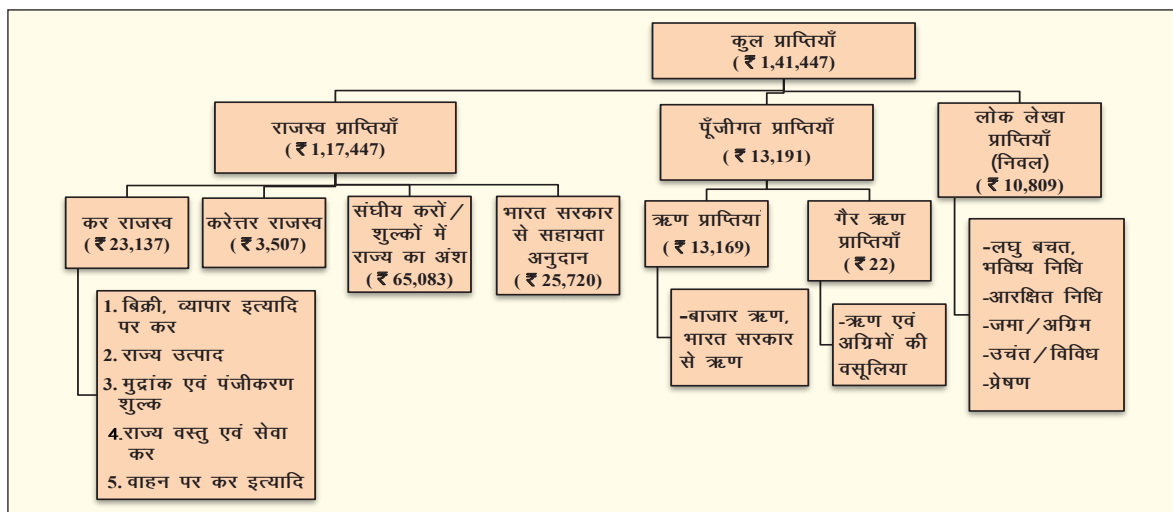 कुल प्राप्तियाँ
( ₹ 1,41,447)
राजस्व प्राप्तियाँ
( ₹ 1,17,447)
पूँजीगत प्राप्तियाँ
( ₹ 13,191)
लोक लेखा
प्राप्तियाँ
(निवल)
( ₹ 10,809)
कर राजस्व
( ₹ 23,137)
करेत्तर राजस्व
( ₹ 3,507)
संघीय करों/
शुल्कों में
राज्य का अंश
( ₹ 65,083)
भारत सरकार
से सहायता
अनुदान
( ₹ 25,720)
ऋण प्राप्तियां
( ₹ 13,169)
गैर ऋण
प्राप्तियाँ
( ₹ 22)
1. बिक्री, व्यापार इत्यादि
पर कर
2. राज्य उत्पाद
3. मुद्रांक एवं पंजीकरण
शुल्क
4.राज्य वस्तु एवं सेवा
कर
5. वाहन पर कर इत्यादि
-बाजार ऋण,
भारत सरकार
से ऋण
-ऋण एवं
अग्रिमों की
वसूलिया
-लघु बचत,
भविष्य निधि
-आरक्षित निधि
-जमा/अग्रिम
-उचंत/विविध
-प्रेषण